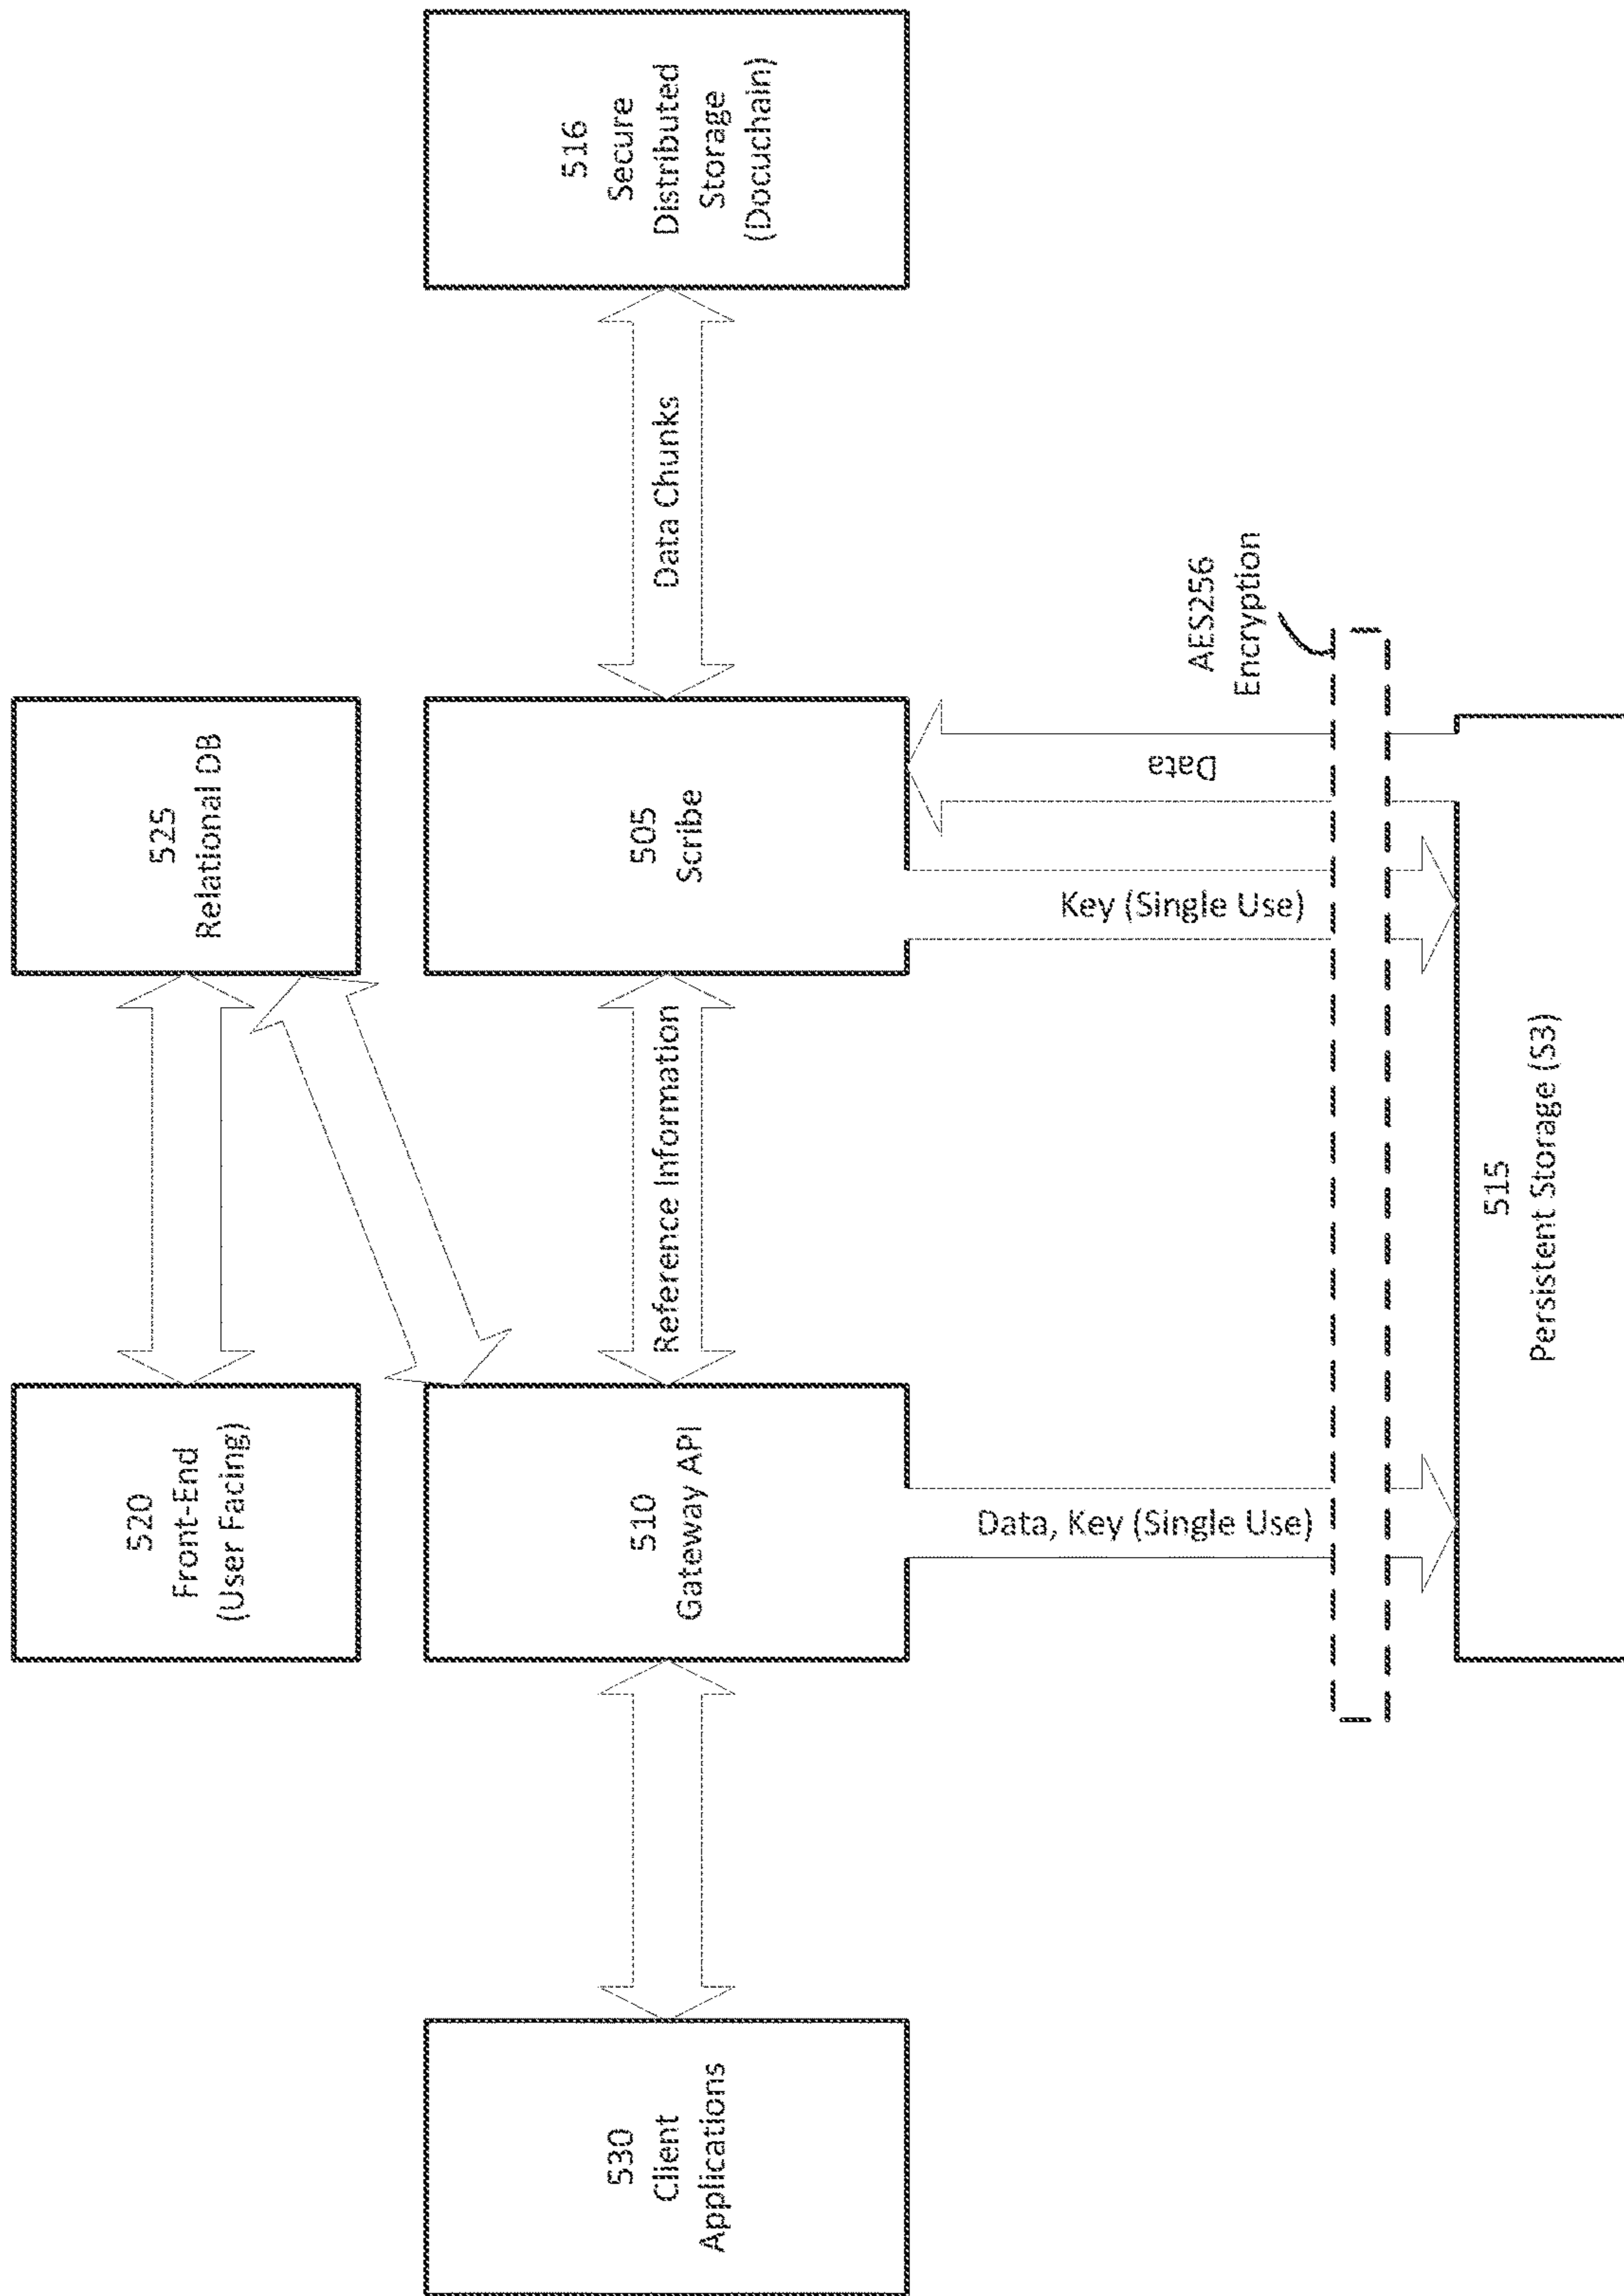 520
Front-End
(User Facing)
525
Relational DB
530
Client
Applications
510
Gateway API
Reference Information
505
Scribe
Data Chunks
516
Secure
Distributed
Storage
(Docuchain)
Data, Key (Single Use)
Key (Single Use)
Data
AES256
Encryption
515
Persistent Storage (S3)